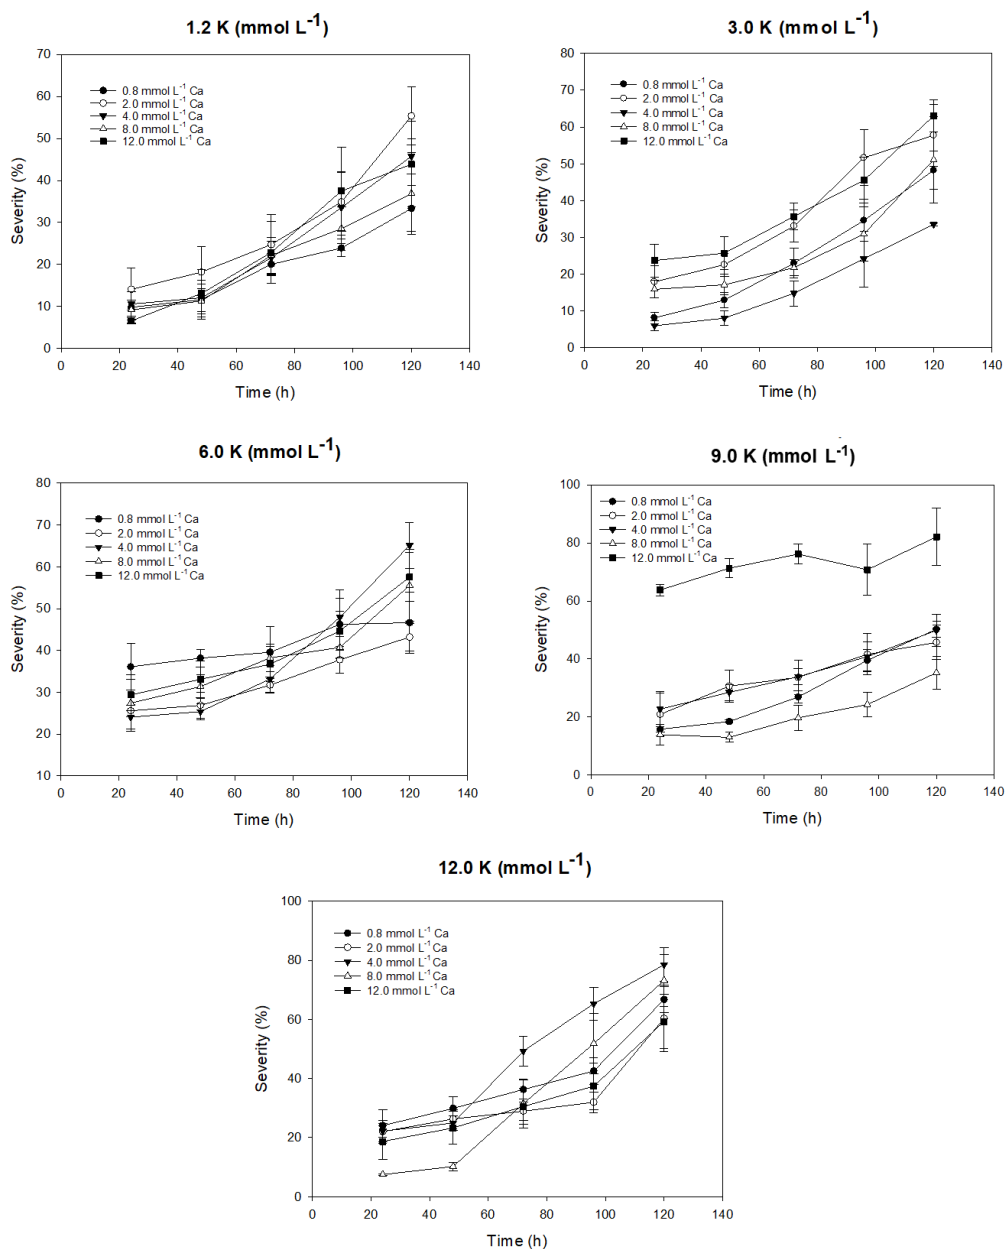 1.2 K (mmol L-1)
70
60
50
40
30
20
10
0
Severity (%)
0.8 mmol L-1 Ca
2.0 mmol L-1 Ca
4.0 mmol L-1 Ca
8.0 mmol L-1 Ca
12.0 mmol L-1 Ca
0 20 40 60 80 100 120 140
Time (h)
3.0 K (mmol L-1)
80
70
60
50
40
30
20
10
0
Severity (%)
0.8 mmol L-1 Ca
2.0 mmol L-1 Ca
4.0 mmol L-1 Ca
8.0 mmol L-1 Ca
12.0 mmol L-1 Ca
0 20 40 60 80 100 120 140
Time (h)
6.0 K (mmol L-1)
80
70
60
50
40
30
20
10
Severity (%)
0.8 mmol L-1 Ca
2.0 mmol L-1 Ca
4.0 mmol L-1 Ca
8.0 mmol L-1 Ca
12.0 mmol L-1 Ca
0 20 40 60 80 100 120 140
Time (h)
9.0 K (mmol L-1)
100
80
60
40
20
0
Severity (%)
0.8 mmol L-1 Ca
2.0 mmol L-1 Ca
4.0 mmol L-1 Ca
8.0 mmol L-1 Ca
12.0 mmol L-1 Ca
0 20 40 60 80 100 120 140
Time (h)
12.0 K (mmol L-1)
100
80
60
40
20
0
Severity (%)
0.8 mmol L-1 Ca
2.0 mmol L-1 Ca
4.0 mmol L-1 Ca
8.0 mmol L-1 Ca
12.0 mmol L-1 Ca
0 20 40 60 80 100 120 140
Time (h)